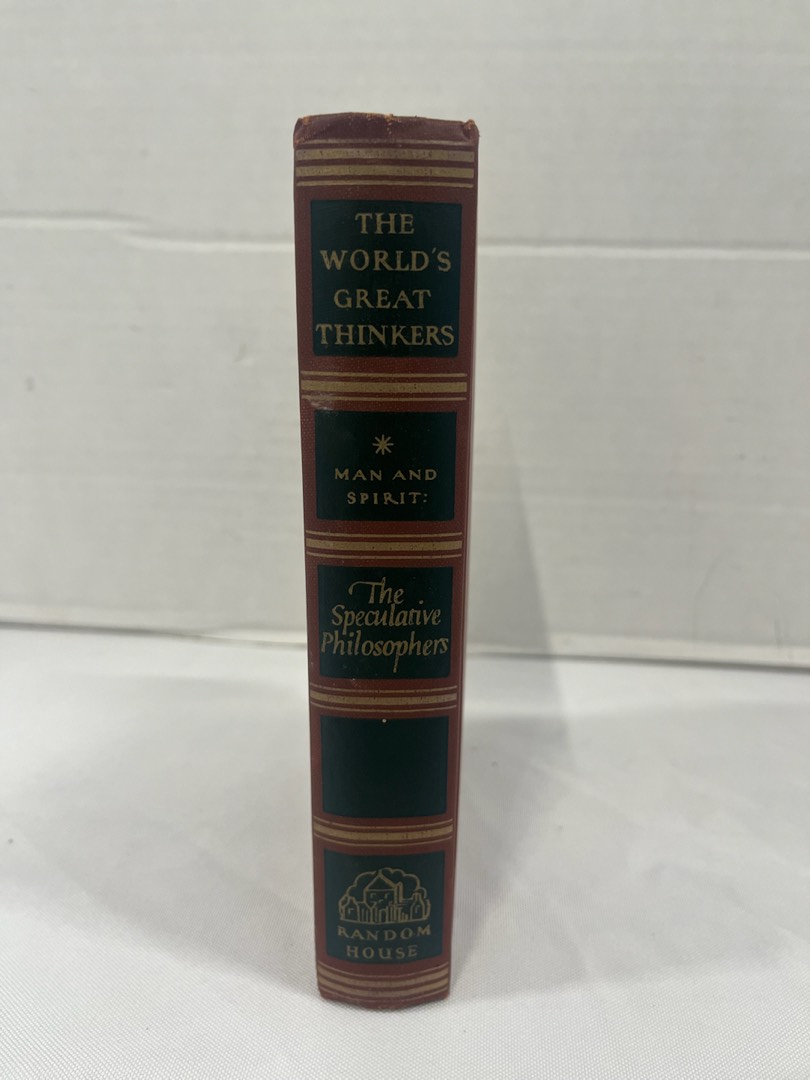 THE
WORLD'S
GREAT
THINKERS
MAN AND
SPIRIT:
The
Speculative
Philosophers
RANDOM
HOUSE